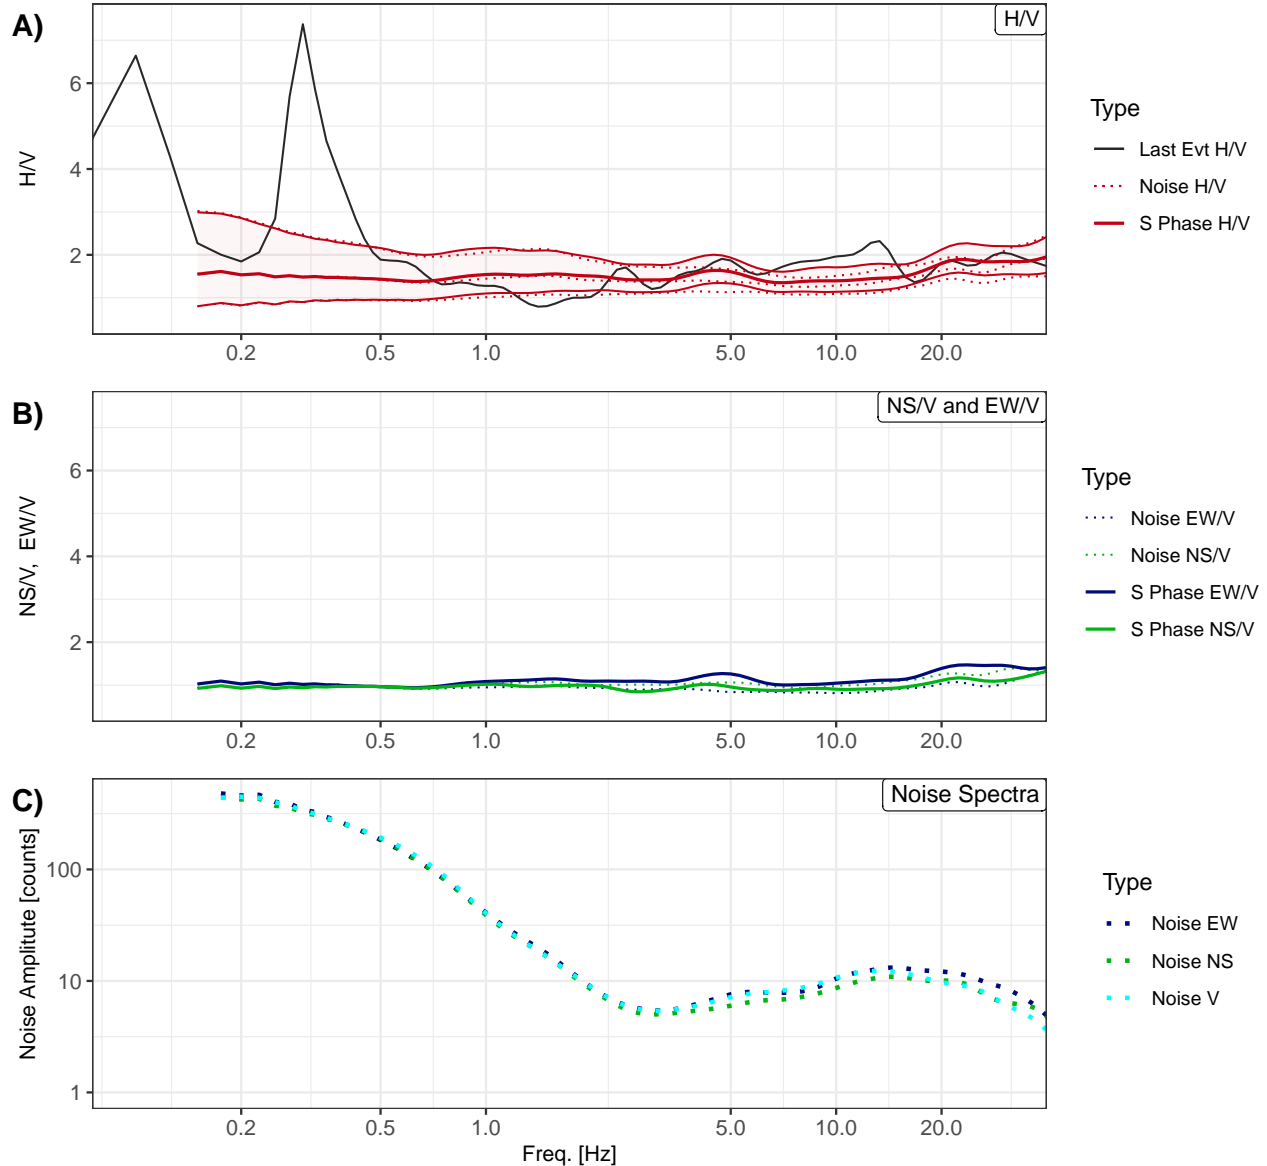 A)
H/V
6
4
2
H/V
0.2 0.5 1.0 5.0 10.0 20.0
Type
Last Evt H/V
Noise H/V
S Phase H/V
B)
NS/V and EW/V
6
4
2
NS/V, EW/V
0.2 0.5 1.0 5.0 10.0 20.0
Type
Noise EW/V
Noise NS/V
S Phase EW/V
S Phase NS/V
C)
Noise Spectra
100
10
1
Noise Amplitute [counts]
0.2 0.5 1.0 5.0 10.0 20.0
Freq. [Hz]
Type
Noise EW
Noise NS
Noise V